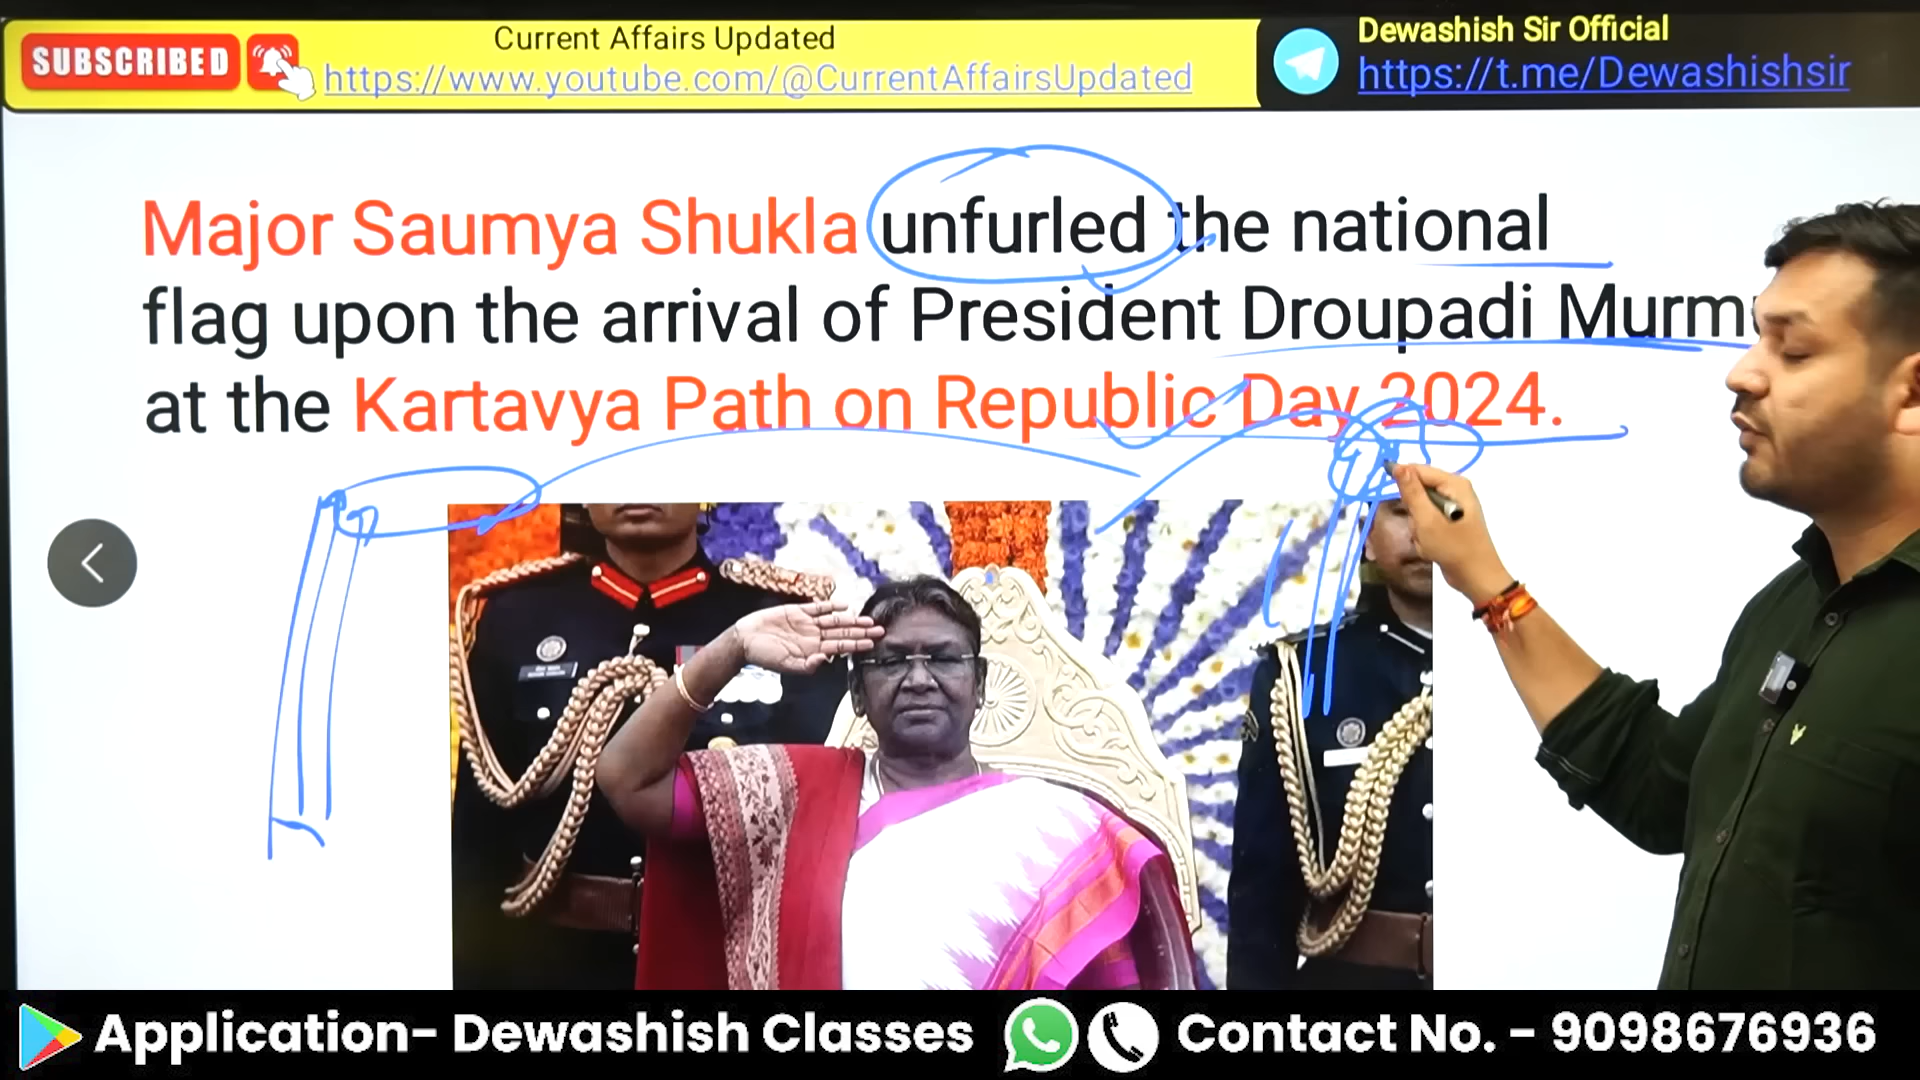 SUBSCRIBED
Current Affairs Updated
https://www.youtube.com/@CurrentAffairsUpdated
Dewashish Sir Official
https://t.me/Dewashishsir
Major Saumya Shukla unfurled the national
flag upon the arrival of President Droupadi Murm
at the Kartavya Path on Republic Day 2024.
Application- Dewashish Classes
Contact No. - 9098676936